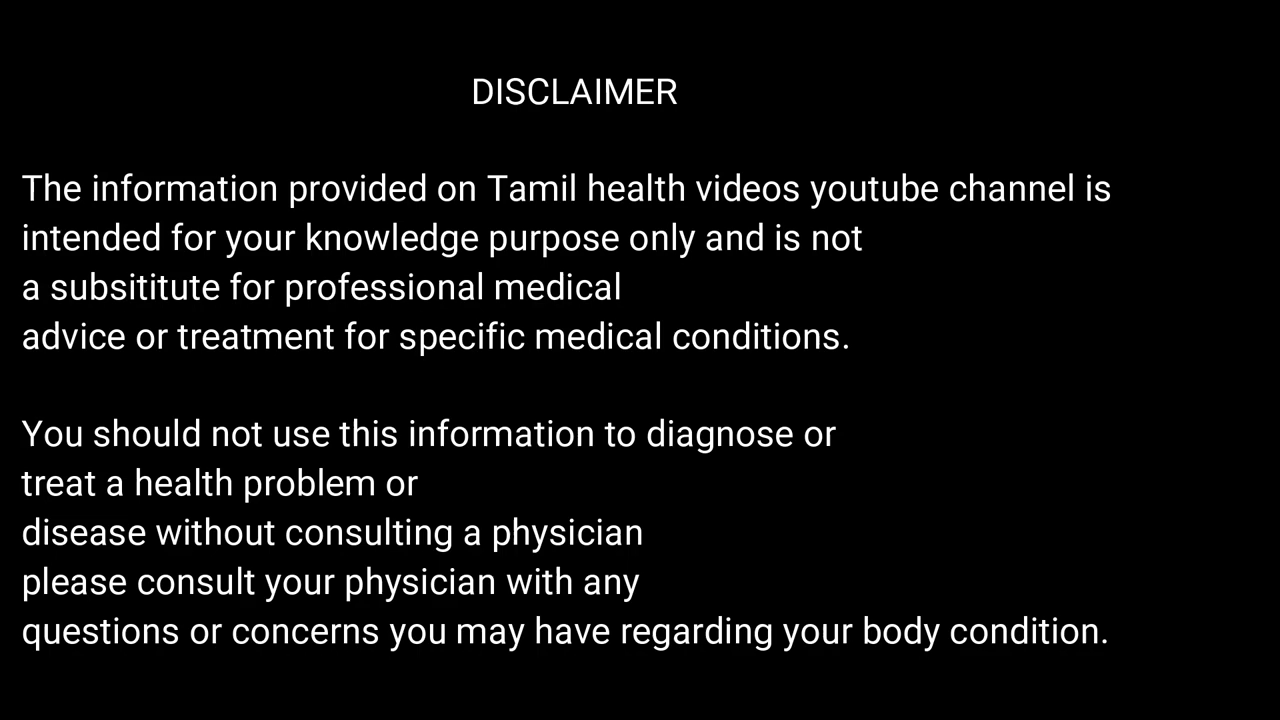 DISCLAIMER
The information provided on Tamil health videos youtube channel is
intended for your knowledge purpose only and is not
a subsititute for professional medical
advice or treatment for specific medical conditions.
You should not use this information to diagnose or
treat a health problem or
disease without consulting a physician
please consult your physician with any
questions or concerns you may have regarding your body condition.